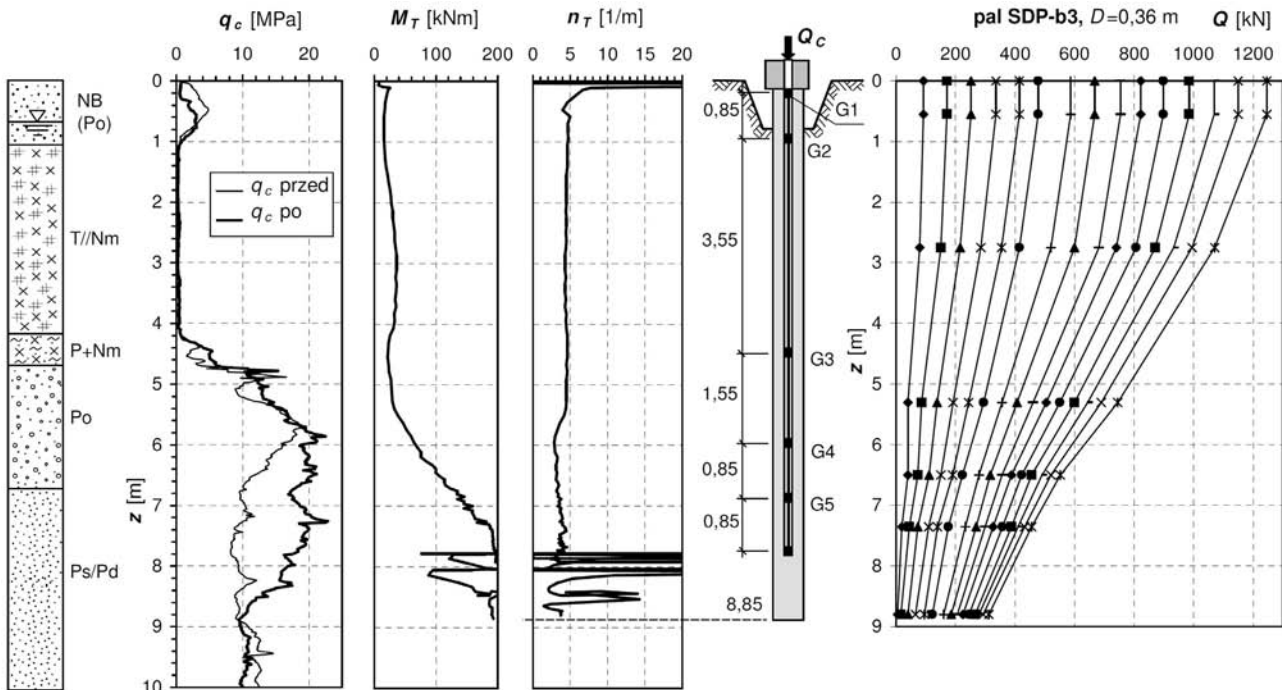 q_c [MPa]
0 10 20
M_T [kNm]
0 50 100 150 200
n_T [1/m]
0 5 10 15 20
Q_c
pal SDP-b3, D=0,36 m Q [kN]
0 200 400 600 800 1000 1200
NB
(Po)
T//Nm
P+Nm
Po
Ps/Pd
0
1
2
3
4
5
6
7
8
9
10
z [m]
q_c przed
q_c po
0,85
3,55
1,55
0,85
0,85
8,85
G1
G2
G3
G4
G5
0
1
2
3
4
5
6
7
8
9
z [m]